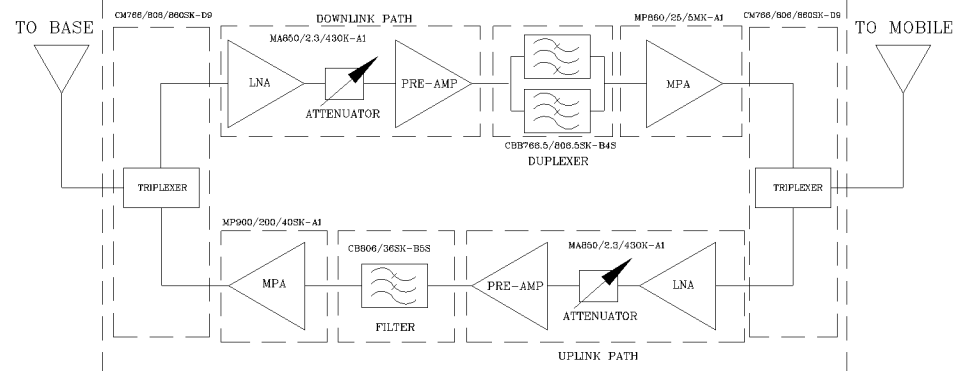 CM766/806/860SK-D9
DOWNLINK PATH
MP860/25/5MK-A1
CM766/806/860SK-D9
TO BASE
MA850/2.3/430K-A1
TO MOBILE
LNA
ATTENUATOR
PRE-AMP
MPA
CBB766.5/806.5SK-B4S
DUPLEXER
TRIPLEXER
TRIPLEXER
MP900/200/40SK-A1
CB806/36SK-B5S
MA850/2.3/430K-A1
MPA
FILTER
PRE-AMP
ATTENUATOR
LNA
UPLINK PATH